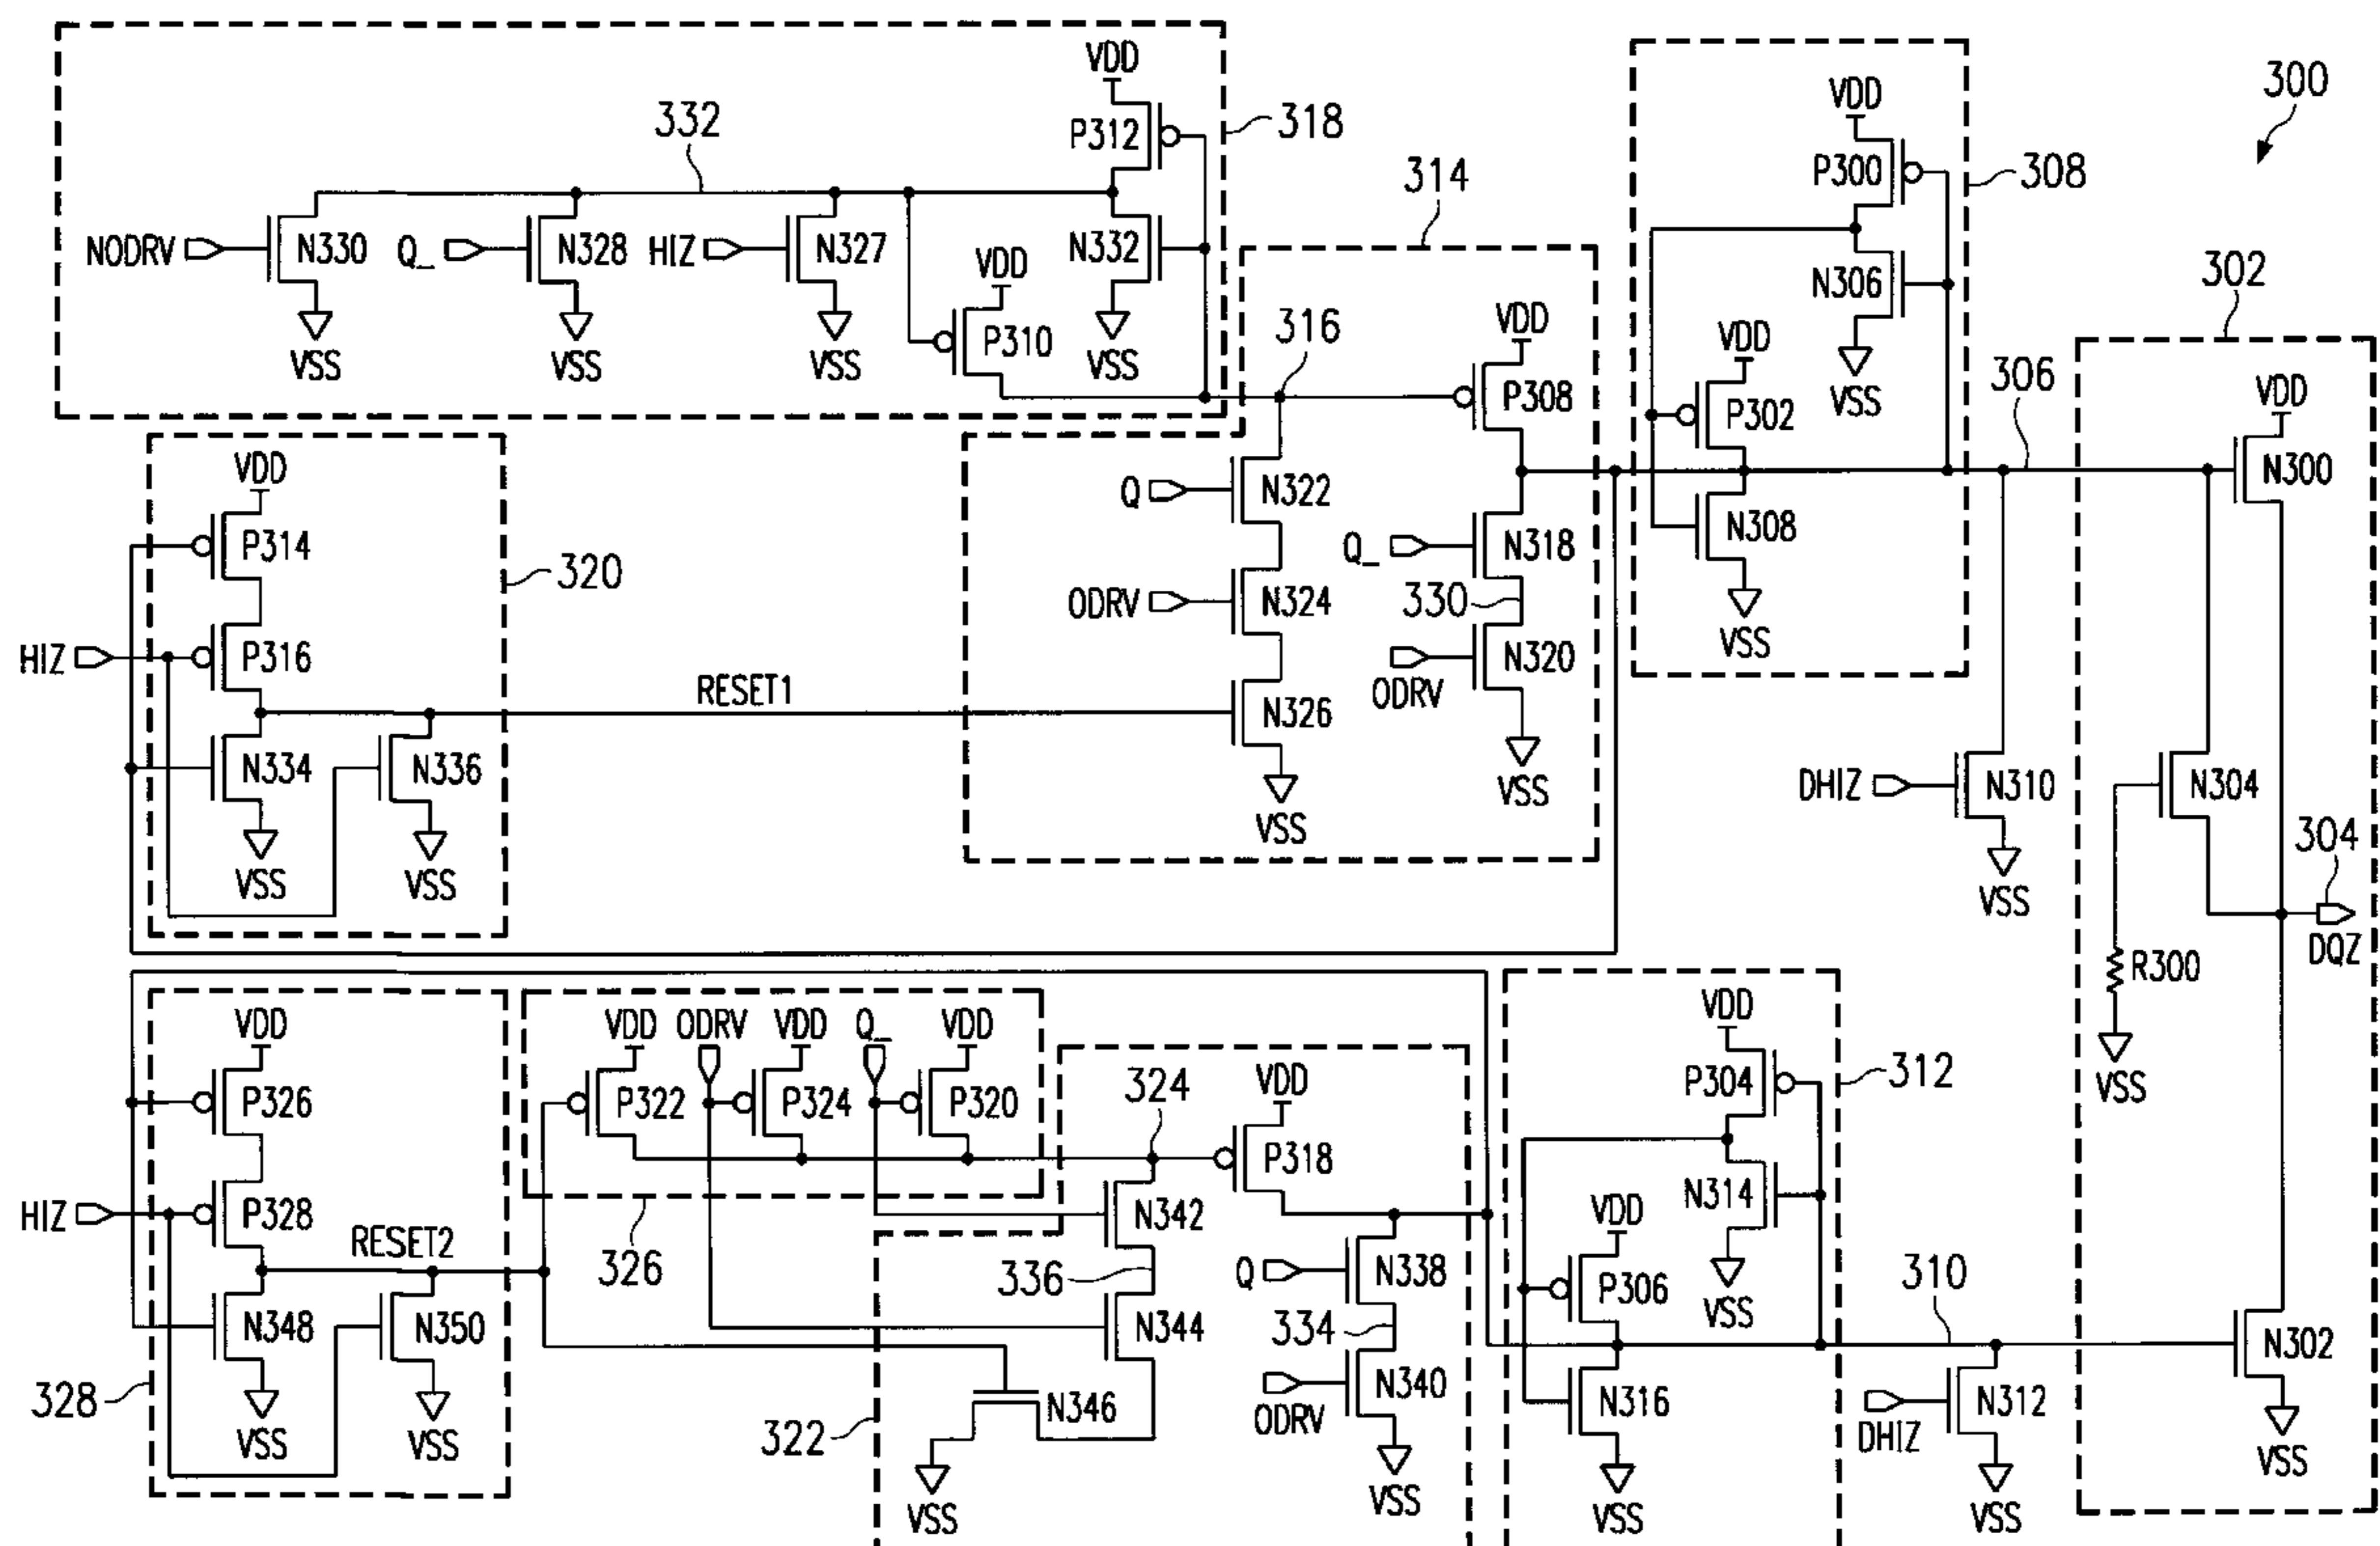 VDD
300
P312
318
332
VDD
P300
308
314
NODRV
N330
Q_
N328
HIZ
N327
N332
VDD
N306
302
VSS
VSS
VSS
P310
VSS
316
VDD
P308
VDD
P302
VSS
306
VDD
N300
VDD
P314
320
Q
N322
Q_
N318
N308
HIZ
P316
ODRV
N324
330
N320
VSS
RESET1
N326
ODRV
N334
N336
VSS
DHIZ
N310
N304
VSS
VSS
VSS
VSS
304
VSS
DQZ
R300
VDD
VDD
ODRV
VDD
Q_
VDD
VDD
P326
P322
P324
P320
324
VDD
P318
P304
312
VSS
HIZ
P328
N342
N314
RESET2
326
336
Q
N338
VDD
P306
310
N348
N350
N344
334
VSS
N302
328
N346
N340
ODRV
N316
DHIZ
N312
322
VSS
VSS
VSS
VSS
VSS
VSS
VSS